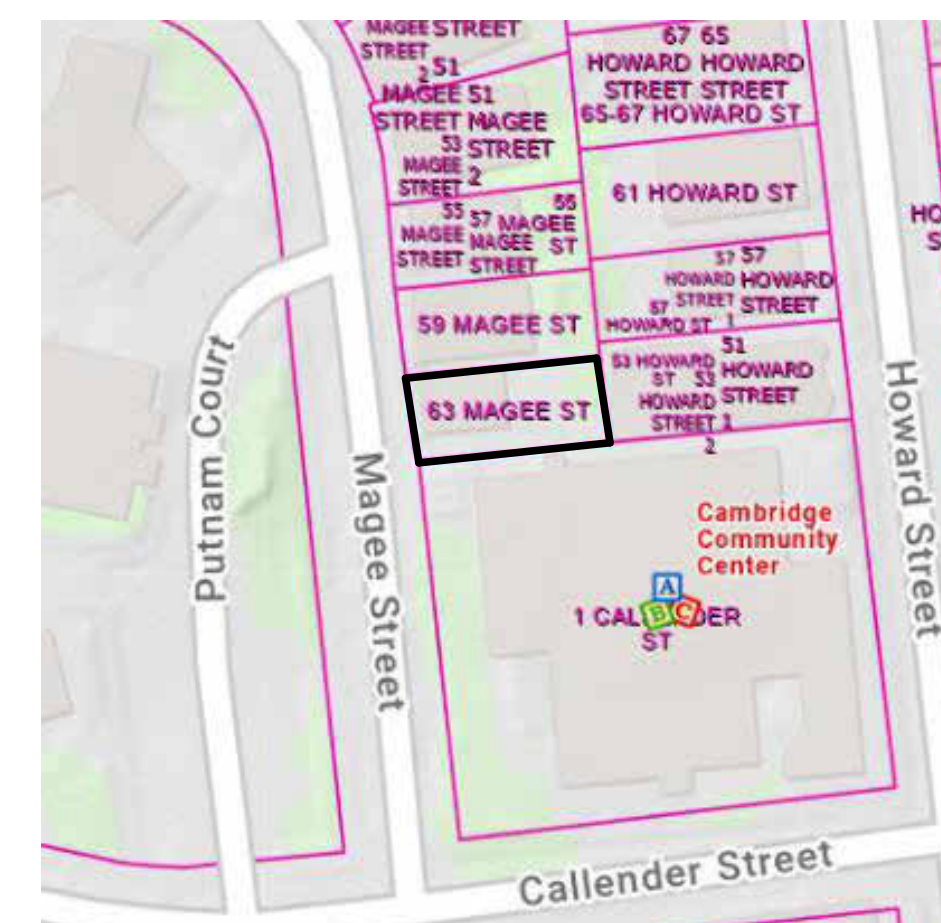 MAGEE STREET
STREET
2 51
MAGEE 51
STREET MAGEE
53 STREET
MAGEE 2
STREET
67 65
HOWARD HOWARD
STREET STREET
65-67 HOWARD ST
61 HOWARD ST
55 57 MAGEE 55
MAGEE MAGEE ST
STREET STREET
57 57
HOWARD HOWARD
57 STREET STREET
HOWARD ST 1
59 MAGEE ST
51
53 HOWARD HOWARD
ST 53
HOWARD STREET
STREET 1
2
63 MAGEE ST
HO
S
Putnam Court
Magee Street
Howard Street
Cambridge
Community
Center
A
B C
1 CAL DER
ST
Callender Street